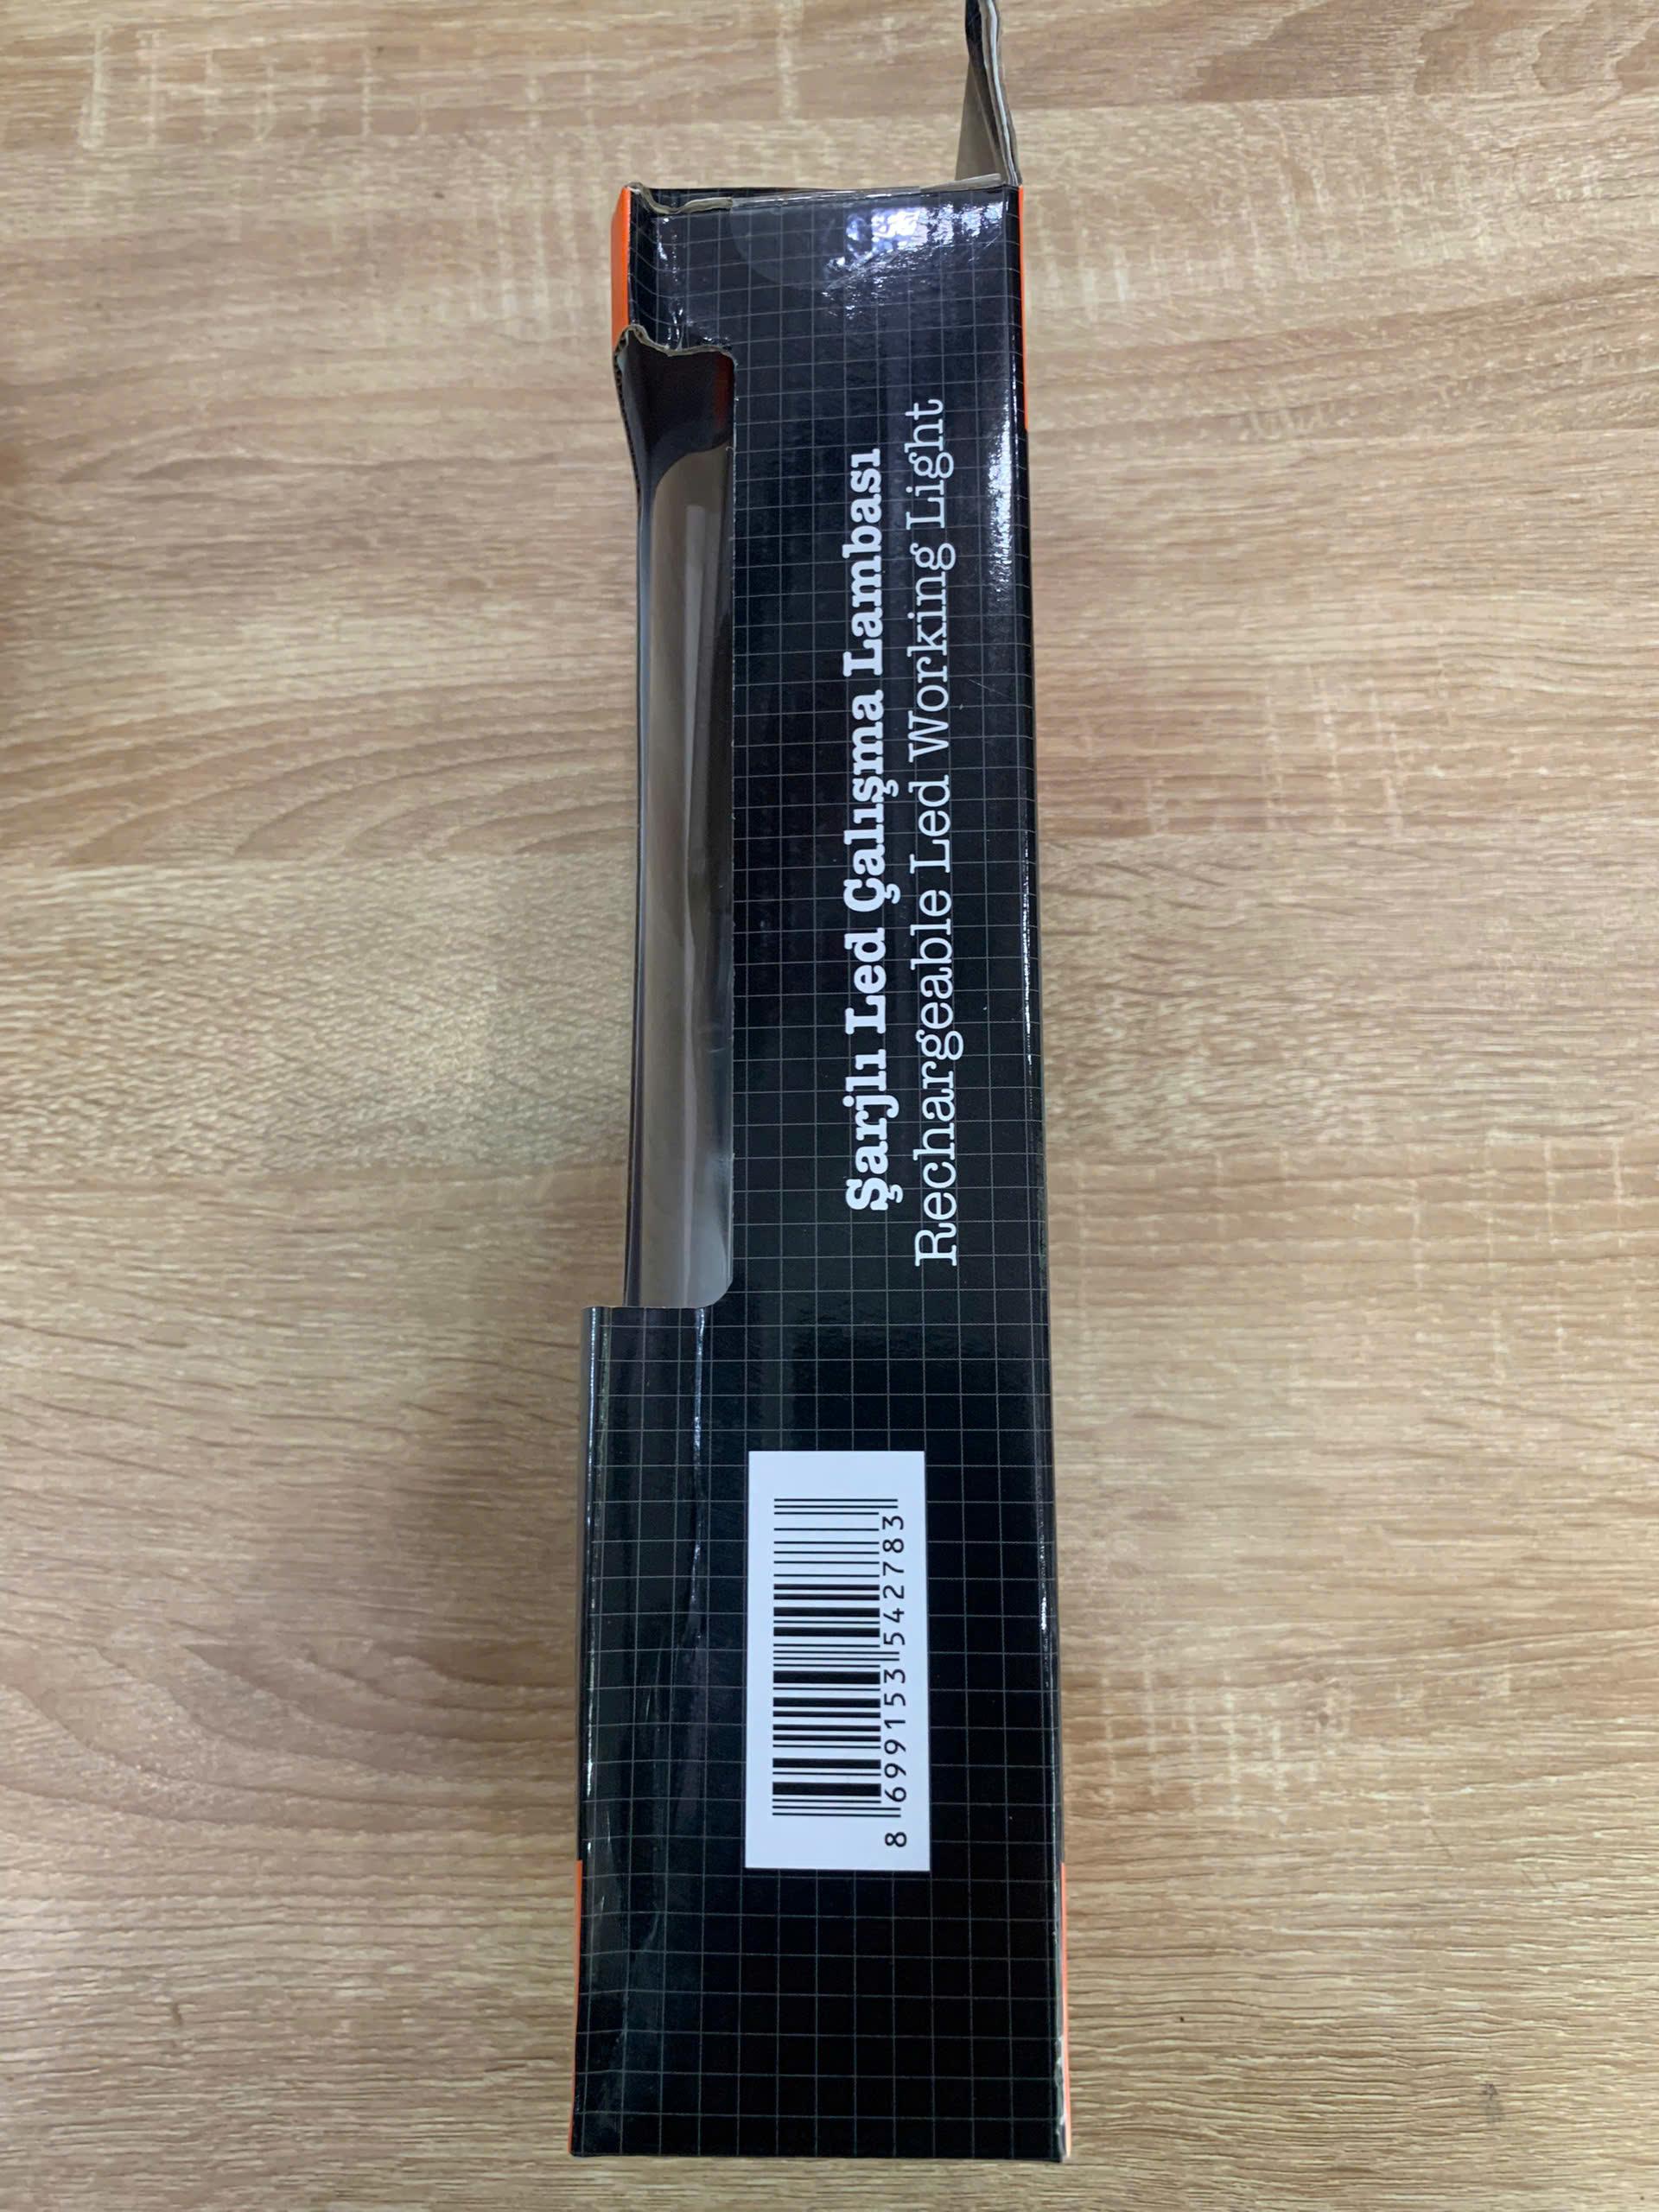 Şarjlı Led Çalışma Lambası
Rechargeable Led Working Light
8 699153 542783